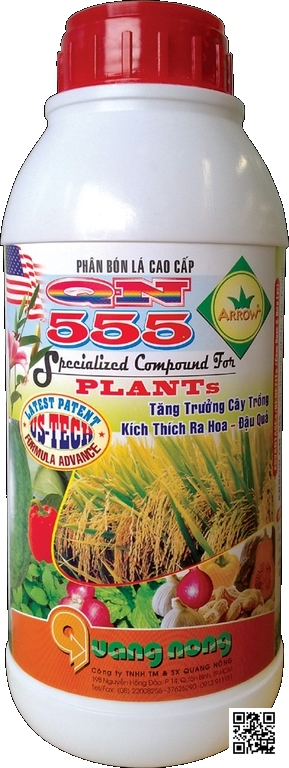 PHÂN BÓN LÁ CAO CẤP
QN
555
ARROW
Specialized Compound For
PLANTs
LATEST PATENT
US-TECH
FORMULA ADVANCE
Tăng Trưởng Cây Trồng
Kích Thích Ra Hoa - Đậu Quả
Quang nong
Công ty TNHH TM & SX QUANG NÔNG